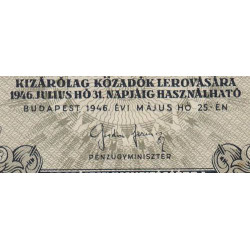 KIZÁRÓLAG KÖZADÓK LEROVÁSÁRA
1946. JULIUS HÓ 31. NAPJÁIG HASZNÁLHATÓ
BUDAPEST 1946. ÉVI MÁJUS HÓ 25.-ÉN
PÉNZÜGYMINISZTER